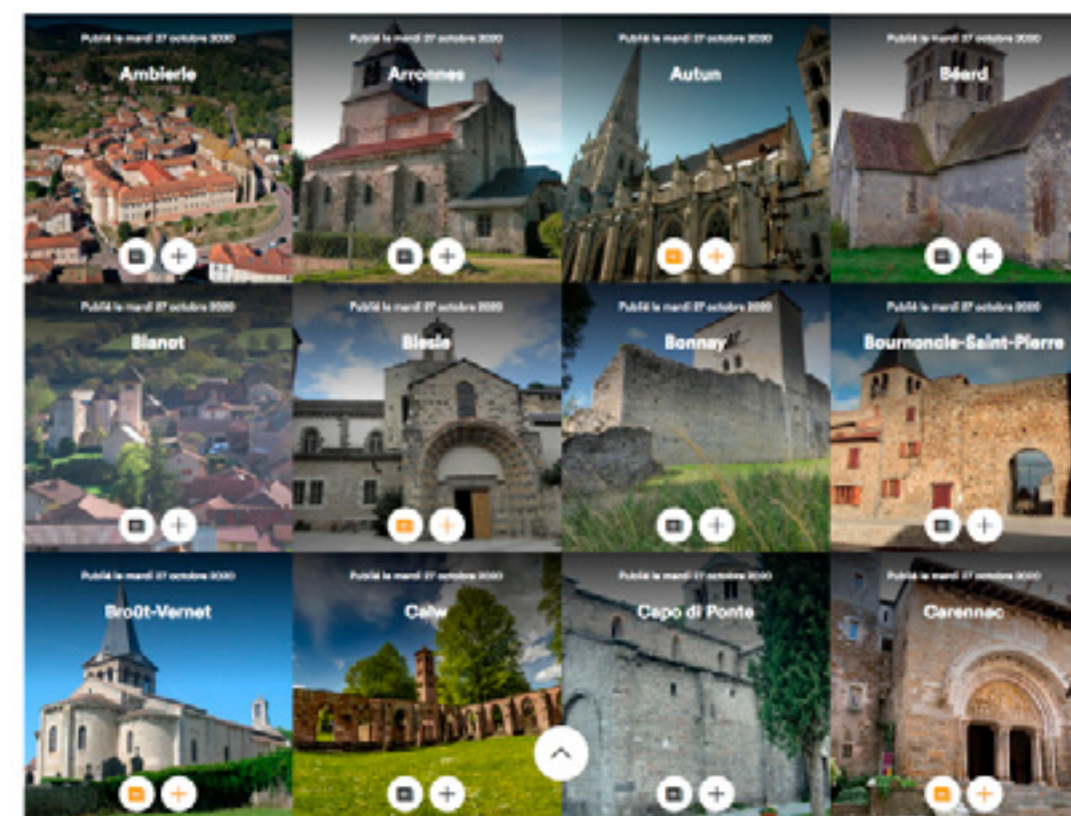 Publié le mardi 27 octobre 2020
Ambierle
Publié le mardi 27 octobre 2020
Arronnes
Publié le mardi 27 octobre 2020
Autun
Publié le mardi 27 octobre 2020
Béard
Publié le mardi 27 octobre 2020
Blanot
Publié le mardi 27 octobre 2020
Blesle
Publié le mardi 27 octobre 2020
Bonnay
Publié le mardi 27 octobre 2020
Bournoncle-Saint-Pierre
Publié le mardi 27 octobre 2020
Broût-Vernet
Publié le mardi 27 octobre 2020
Calw
Publié le mardi 27 octobre 2020
Capo di Ponte
Publié le mardi 27 octobre 2020
Carennac